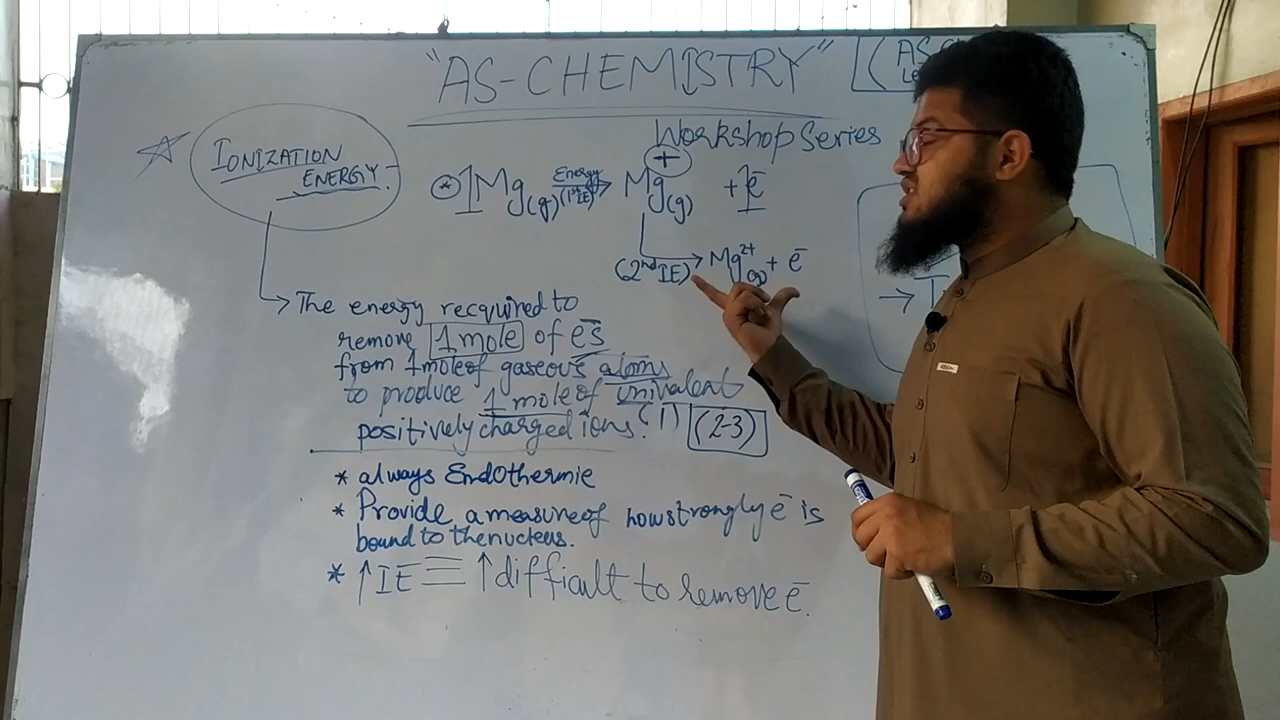 "AS-CHEMISTRY"
(AS
Workshop Series
IONIZATION
ENERGY.
* 1Mg(g) Energy (1st IE) → Mg+(g) + 1e⁻
(2nd IE) → Mg2+(g) + e⁻
→ The energy recquired to
remove 1 mole of e⁻s
from 1 mole of gaseous atoms
to produce 1 mole of univalent
positively charged ions. (1) (2-3)
* always EndOthermic
* Provide a measure of how strongly e⁻ is
bound to the nucleus.
* ↑IE ≡ ↑difficult to remove e⁻.